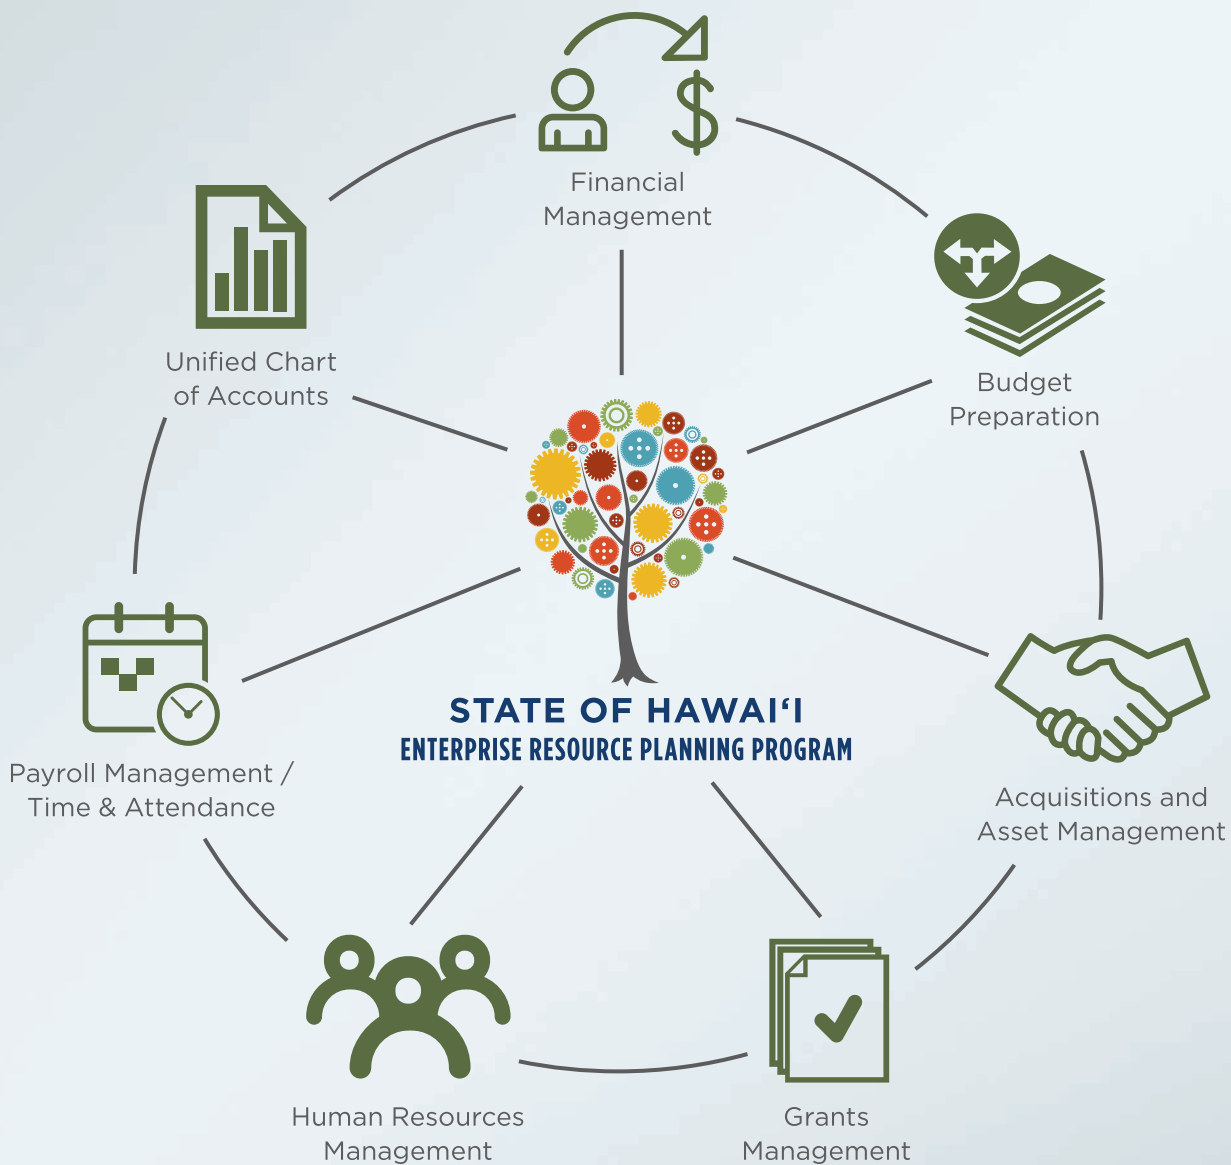 Financial
Management
Unified Chart
of Accounts
Budget
Preparation
STATE OF HAWAI‘I
ENTERPRISE RESOURCE PLANNING PROGRAM
Payroll Management /
Time & Attendance
Acquisitions and
Asset Management
Human Resources
Management
Grants
Management